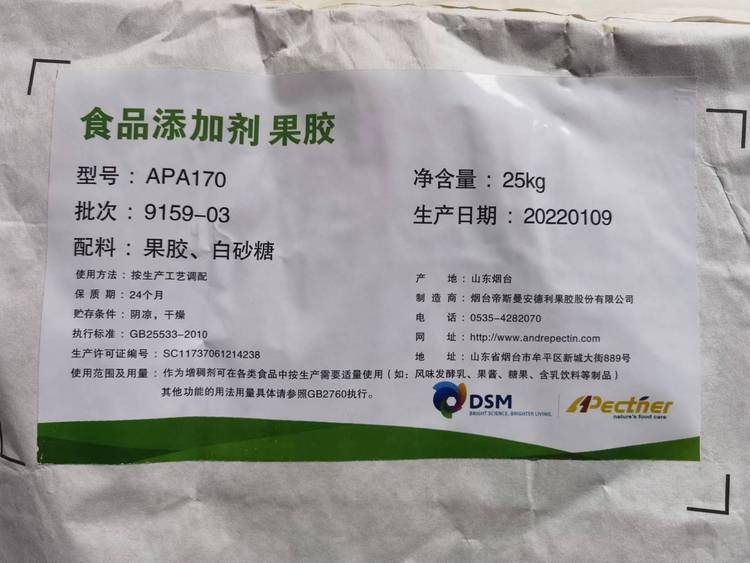 食品添加剂 果胶
型号：APA170
净含量：25kg
批次：9159-03
生产日期：20220109
配料：果胶、白砂糖
使用方法：按生产工艺调配
产 地：山东烟台
保 质 期：24个月
制 造 商：烟台帝斯曼安德利果胶股份有限公司
贮存条件：阴凉，干燥
电 话：0535-4282070
执行标准：GB25533-2010
网 址：http://www.andrepectin.com
生产许可证编号：SC11737061214238
地 址：山东省烟台市牟平区新城大街889号
使用范围及用量：作为增稠剂可在各类食品中按生产需要适量使用（如：风味发酵乳、果酱、糖果、含乳饮料等制品）
其他功能的用法用量具体请参照GB2760执行。
DSM
BRIGHT SCIENCE. BRIGHTER LIVING.
APectner
nature's food care